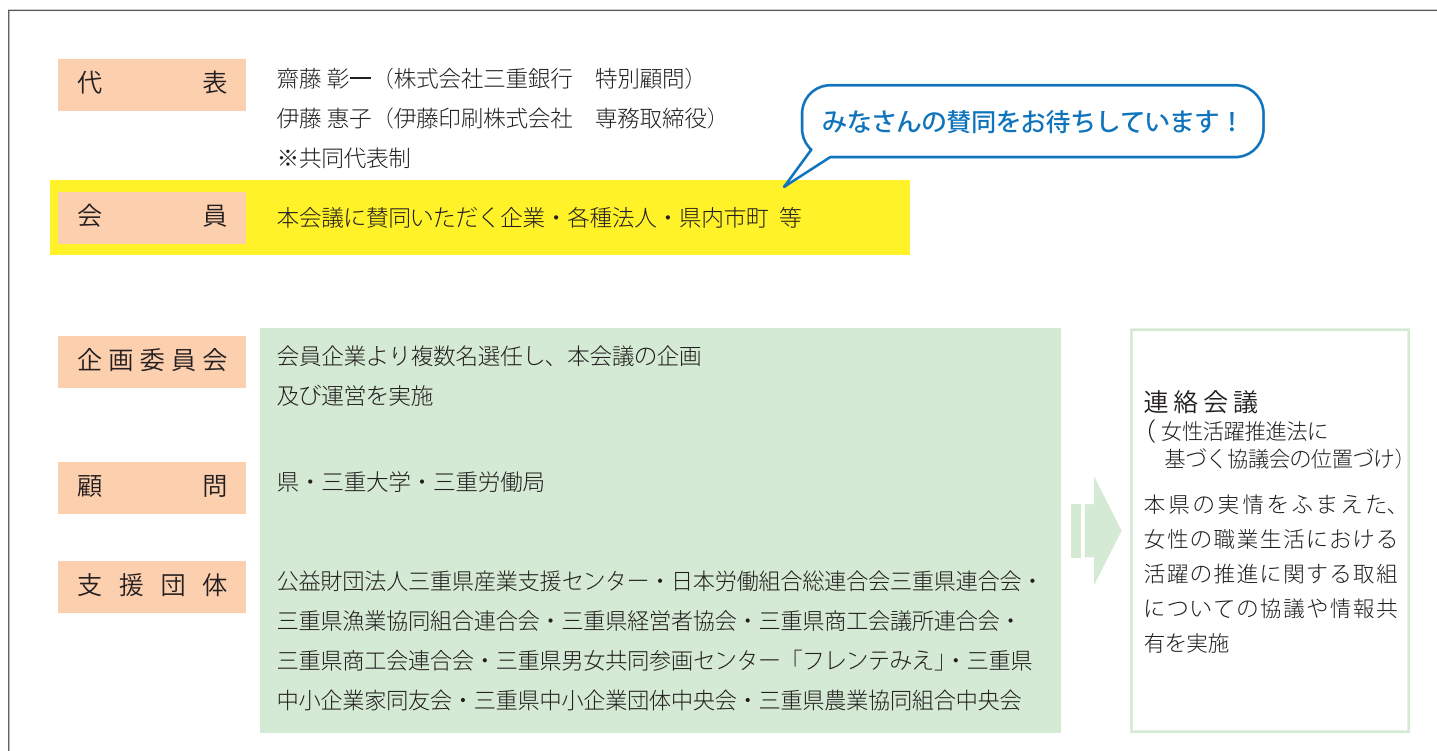 代表
齋藤 彰一（株式会社三重銀行　特別顧問）
伊藤 惠子（伊藤印刷株式会社　専務取締役）
※共同代表制
みなさんの賛同をお待ちしています！
会員
本会議に賛同いただく企業・各種法人・県内市町 等
企画委員会
会員企業より複数名選任し、本会議の企画
及び運営を実施
顧問
県・三重大学・三重労働局
支援団体
公益財団法人三重県産業支援センター・日本労働組合総連合会三重県連合会・
三重県漁業協同組合連合会・三重県経営者協会・三重県商工会議所連合会・
三重県商工会連合会・三重県男女共同参画センター「フレンテみえ」・三重県
中小企業家同友会・三重県中小企業団体中央会・三重県農業協同組合中央会
連絡会議
（女性活躍推進法に
基づく協議会の位置づけ）
本県の実情をふまえた、
女性の職業生活における
活躍の推進に関する取組
についての協議や情報共
有を実施